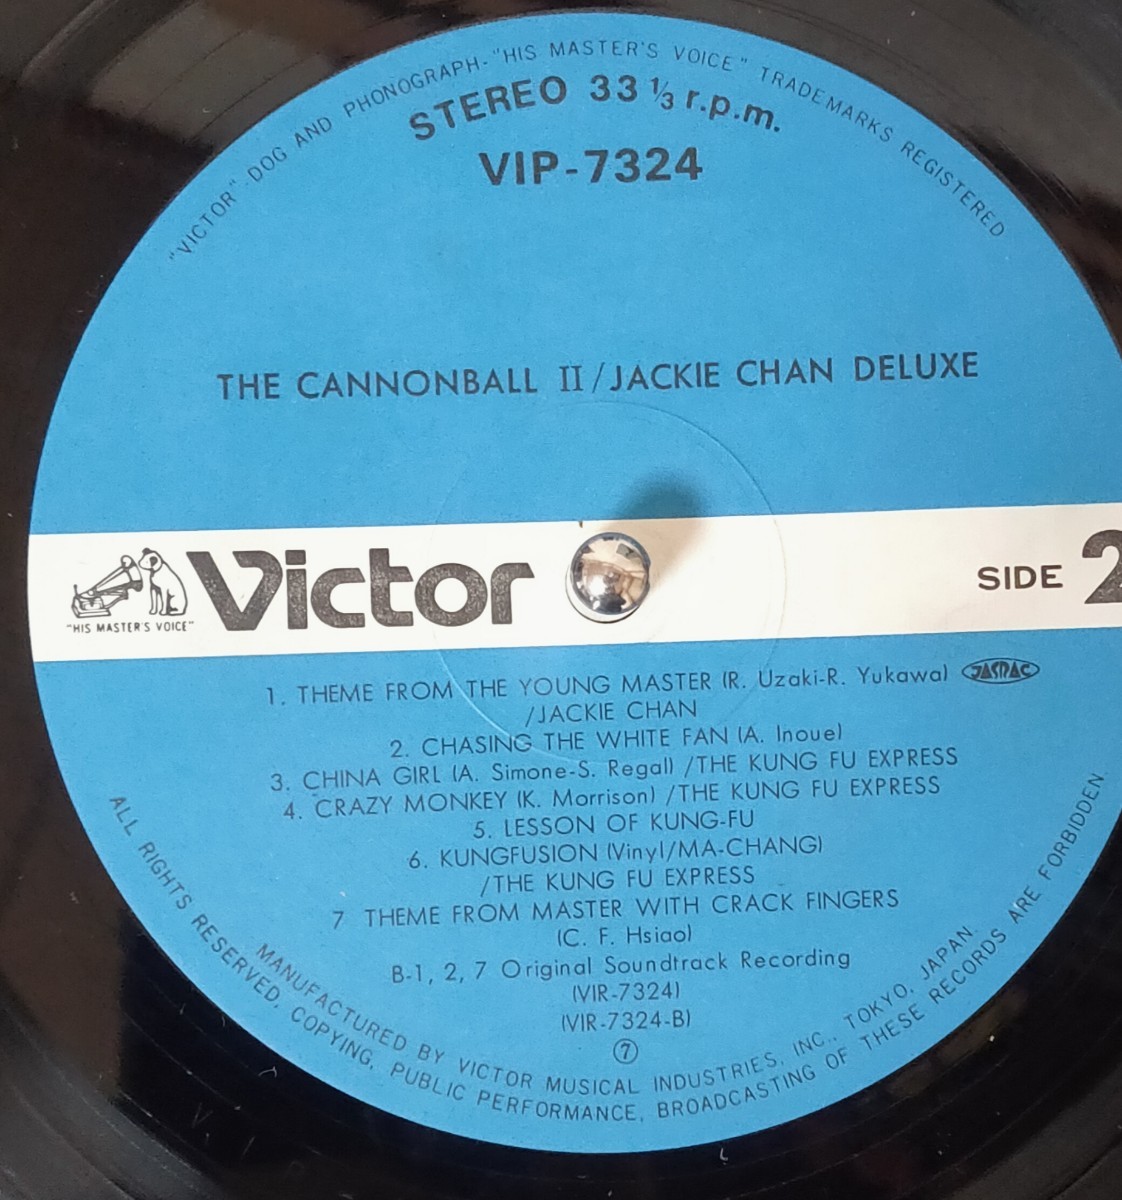 "VICTOR" DOG AND PHONOGRAPH-"HIS MASTER'S VOICE" TRADEMARKS REGISTERED
STEREO 33 1/3 r.p.m.
VIP-7324
THE CANNONBALL II/JACKIE CHAN DELUXE
Victor
"HIS MASTER'S VOICE"
SIDE 2
1. THEME FROM THE YOUNG MASTER (R. Uzaki-R. Yukawa) JASRAC
/JACKIE CHAN
2. CHASING THE WHITE FAN (A. Inoue)
3. CHINA GIRL (A. Simone-S. Regal) /THE KUNG FU EXPRESS
4. CRAZY MONKEY (K. Morrison) /THE KUNG FU EXPRESS
5. LESSON OF KUNG-FU
6. KUNGFUSION (Vinyl/MA-CHANG)
/THE KUNG FU EXPRESS
7 THEME FROM MASTER WITH CRACK FINGERS
(C. F. Hsiao)
B-1, 2, 7 Original Soundtrack Recording
(VIR-7324)
(VIR-7324-B)
⑦
MANUFACTURED BY VICTOR MUSICAL INDUSTRIES, INC., TOKYO, JAPAN
ALL RIGHTS RESERVED. COPYING, PUBLIC PERFORMANCE, BROADCASTING OF THESE RECORDS ARE FORBIDDEN.